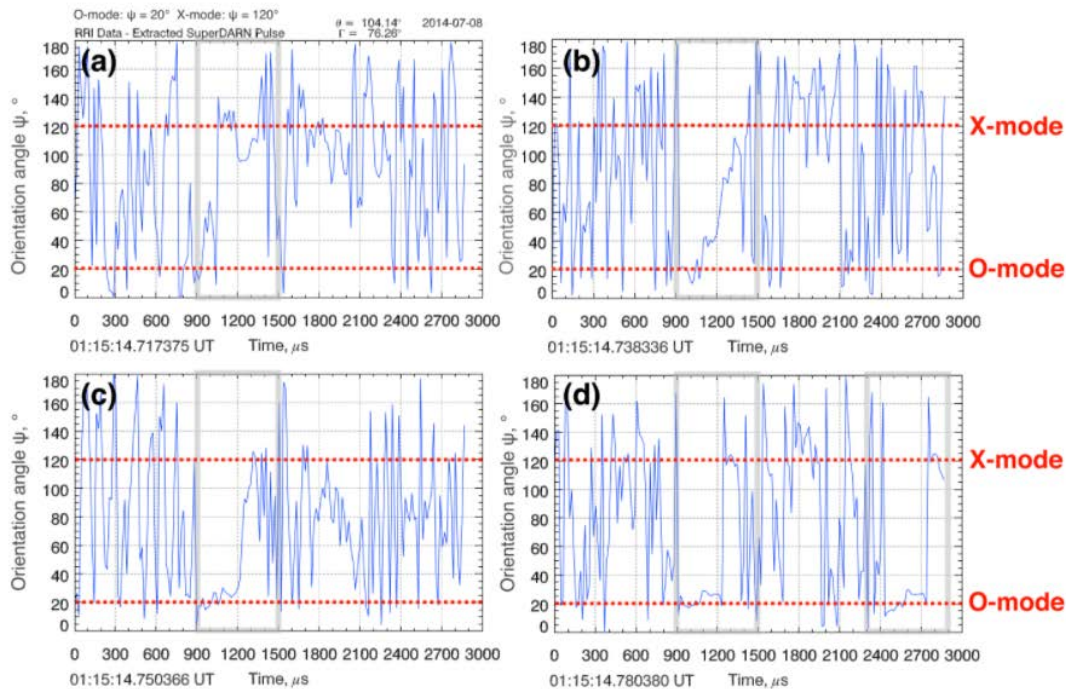 O-mode: ψ = 20° X-mode: ψ = 120°
θ = 104.14° 2014-07-08
RRI Data - Extracted SuperDARN Pulse
Γ = 76.26°
(a)
180
160
140
120
100
80
60
40
20
0
Orientation angle ψ, °
0 300 600 900 1200 1500 1800 2100 2400 2700 3000
01:15:14.717375 UT Time, μs
(b)
180
160
140
120
100
80
60
40
20
0
Orientation angle ψ, °
X-mode
O-mode
0 300 600 900 1200 1500 1800 2100 2400 2700 3000
01:15:14.738336 UT Time, μs
(c)
180
160
140
120
100
80
60
40
20
0
Orientation angle ψ, °
0 300 600 900 1200 1500 1800 2100 2400 2700 3000
01:15:14.750366 UT Time, μs
(d)
180
160
140
120
100
80
60
40
20
0
Orientation angle ψ, °
X-mode
O-mode
0 300 600 900 1200 1500 1800 2100 2400 2700 3000
01:15:14.780380 UT Time, μs